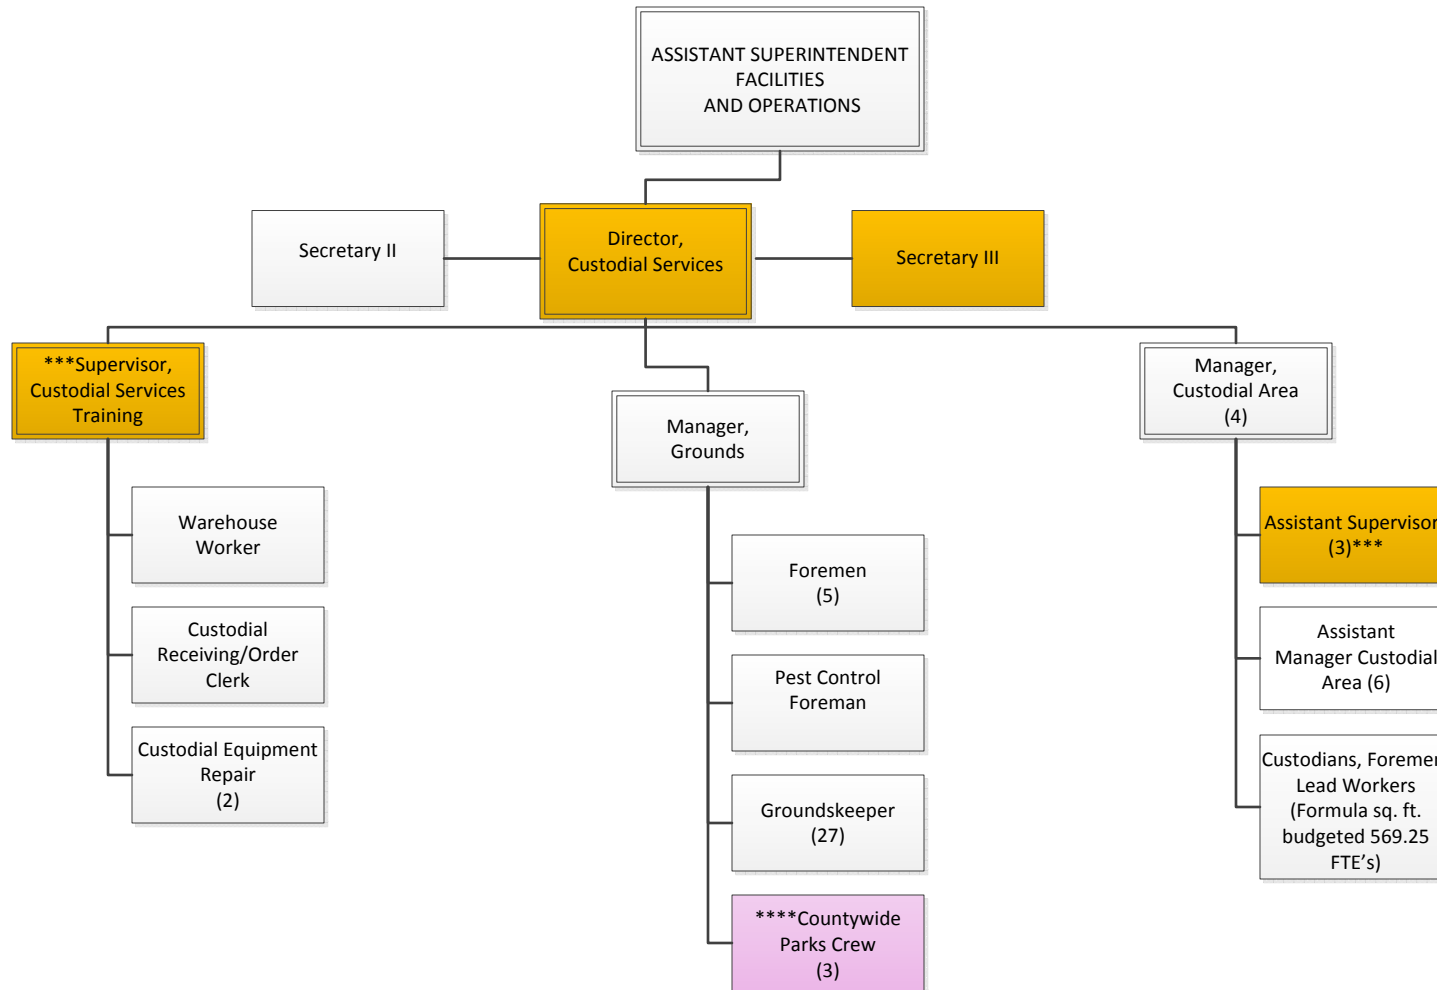 ASSISTANT SUPERINTENDENT
FACILITIES
AND OPERATIONS
Secretary II
Director,
Custodial Services
Secretary III
***Supervisor,
Custodial Services
Training
Manager,
Grounds
Manager,
Custodial Area
(4)
Warehouse
Worker
Custodial
Receiving/Order
Clerk
Custodial Equipment
Repair
(2)
Foremen
(5)
Pest Control
Foreman
Groundskeeper
(27)
****Countywide
Parks Crew
(3)
Assistant Supervisor
(3)***
Assistant
Manager Custodial
Area (6)
Custodians, Foremen
Lead Workers
(Formula sq. ft.
budgeted 569.25
FTE's)